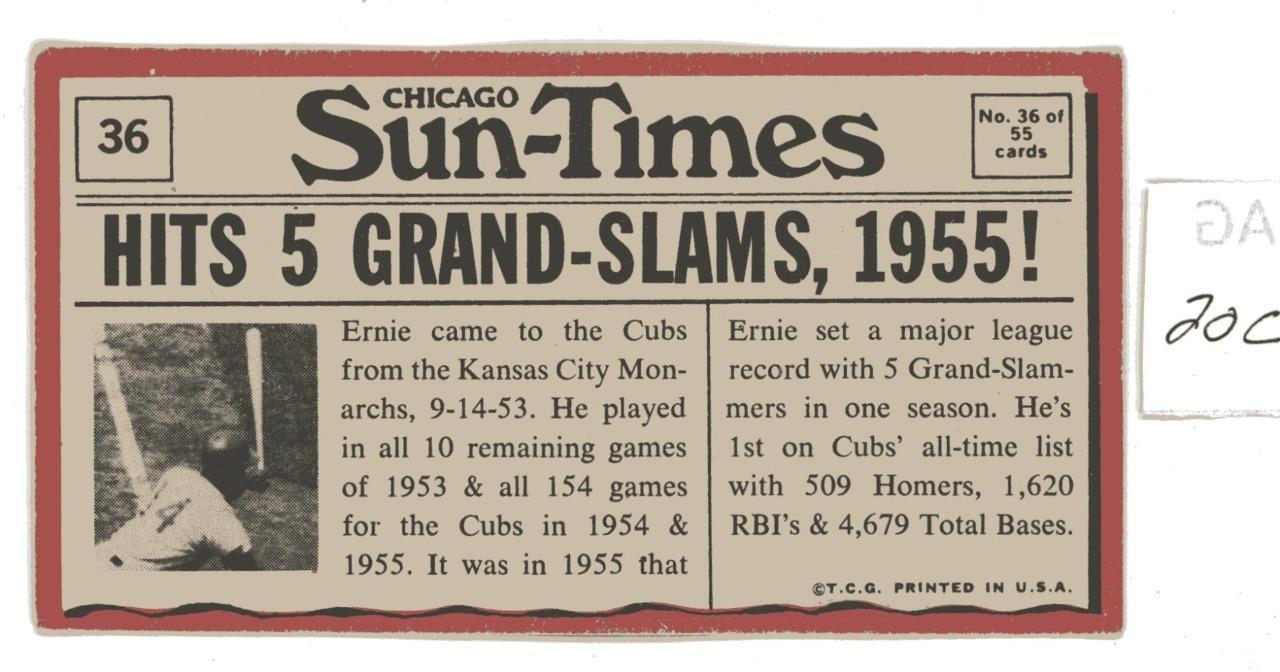 36
CHICAGO
Sun-Times
No. 36 of
55
cards
HITS 5 GRAND-SLAMS, 1955!
Ernie came to the Cubs
from the Kansas City Mon-
archs, 9-14-53. He played
in all 10 remaining games
of 1953 & all 154 games
for the Cubs in 1954 &
1955. It was in 1955 that
Ernie set a major league
record with 5 Grand-Slam-
mers in one season. He's
1st on Cubs' all-time list
with 509 Homers, 1,620
RBI's & 4,679 Total Bases.
©T.C.G. PRINTED IN U.S.A.
20C